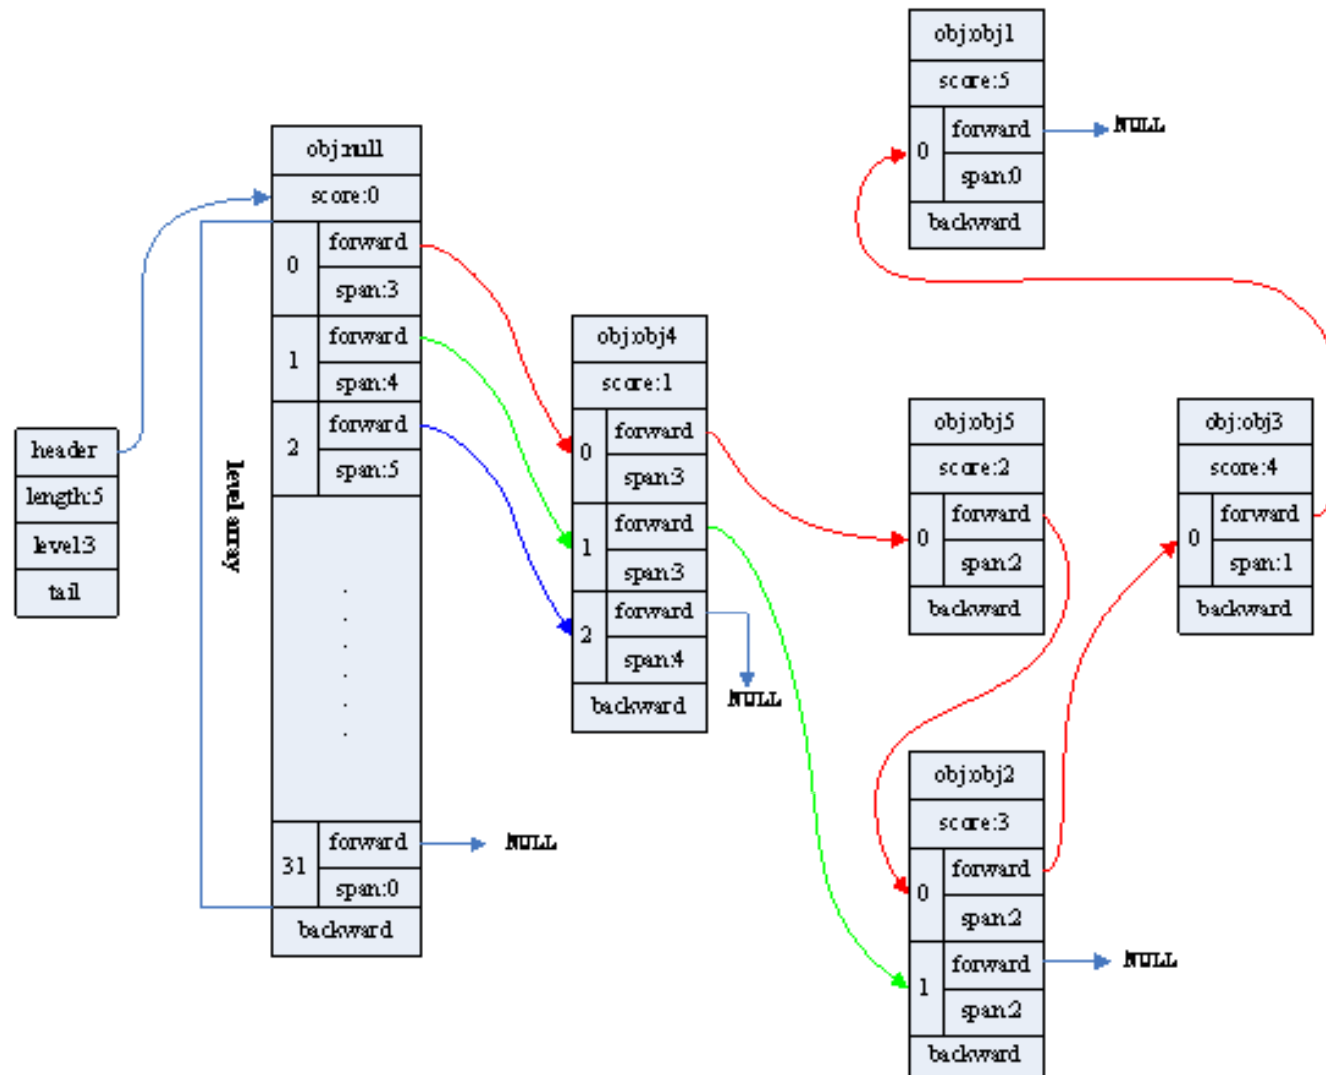 header
length:5
level:3
tail
level array
obj:null
score:0
0
forward
span:3
1
forward
span:4
2
forward
span:5
.
.
.
.
.
.
31
forward
span:0
backward
NULL
obj:obj4
score:1
0
forward
span:3
1
forward
span:3
2
forward
span:4
backward
NULL
obj:obj1
score:5
0
forward
span:0
backward
NULL
obj:obj5
score:2
0
forward
span:2
backward
obj:obj3
score:4
0
forward
span:1
backward
obj:obj2
score:3
0
forward
span:2
1
forward
span:2
backward
NULL